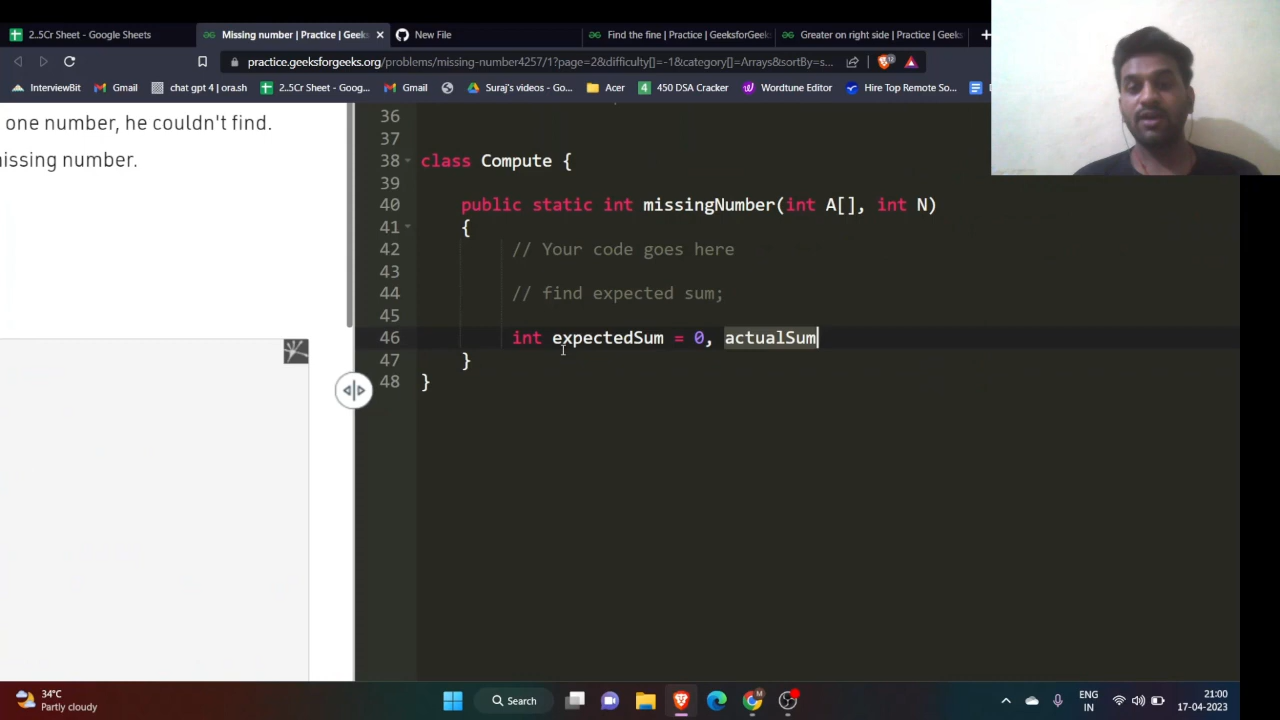 2..5Cr Sheet - Google Sheets
Missing number | Practice | Geeks
New File
Find the fine | Practice | GeeksforGeek
Greater on right side | Practice | Geek
practice.geeksforgeeks.org/problems/missing-number4257/1?page=2&difficulty[]=-1&category[]=Arrays&sortBy=s...
InterviewBit
Gmail
chat gpt 4 | ora.sh
2..5Cr Sheet - Goog...
Gmail
Suraj's videos - Go...
Acer
450 DSA Cracker
Wordtune Editor
Hire Top Remote So...
one number, he couldn't find.
issing number.
36
37
38 class Compute {
39
40 public static int missingNumber(int A[], int N)
41 {
42 // Your code goes here
43
44 // find expected sum;
45
46 int expectedSum = 0, actualSum
47 }
48 }
34°C
Partly cloudy
Search
ENG
IN
21:00
17-04-2023